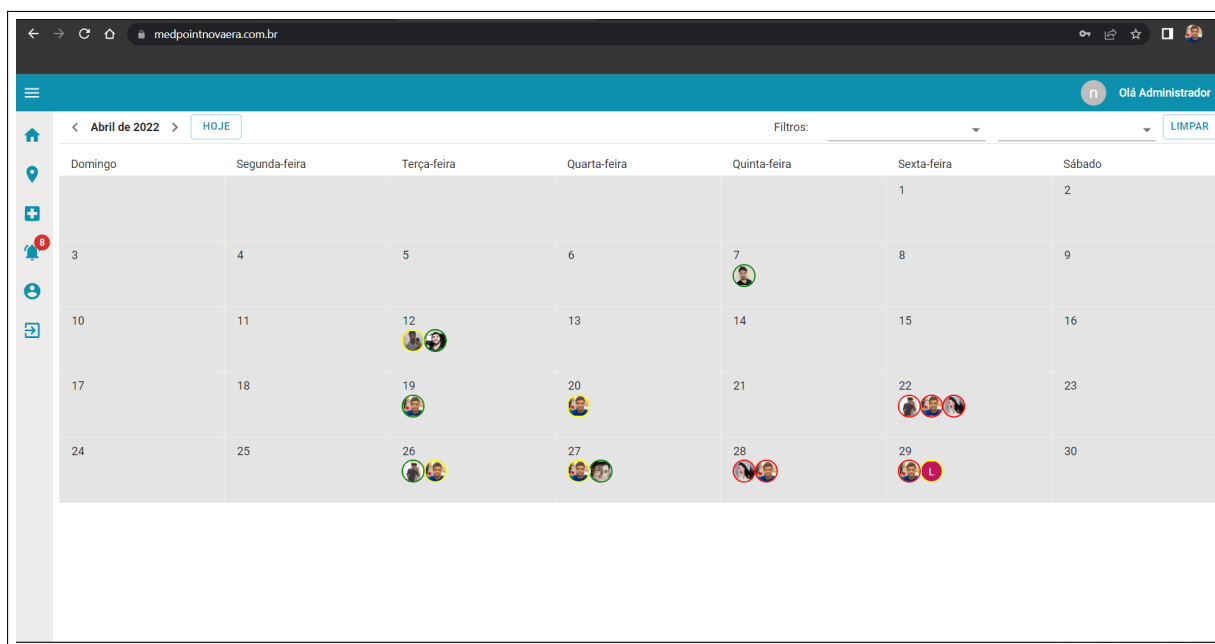 medpointnovaera.com.br
n Olá Administrador
Abril de 2022 HOJE Filtros: LIMPAR
Domingo Segunda-feira Terça-feira Quarta-feira Quinta-feira Sexta-feira Sábado
1 2
8
3 4 5 6 7 8 9
10 11 12 13 14 15 16
17 18 19 20 21 22 23
24 25 26 27 28 29 30
L